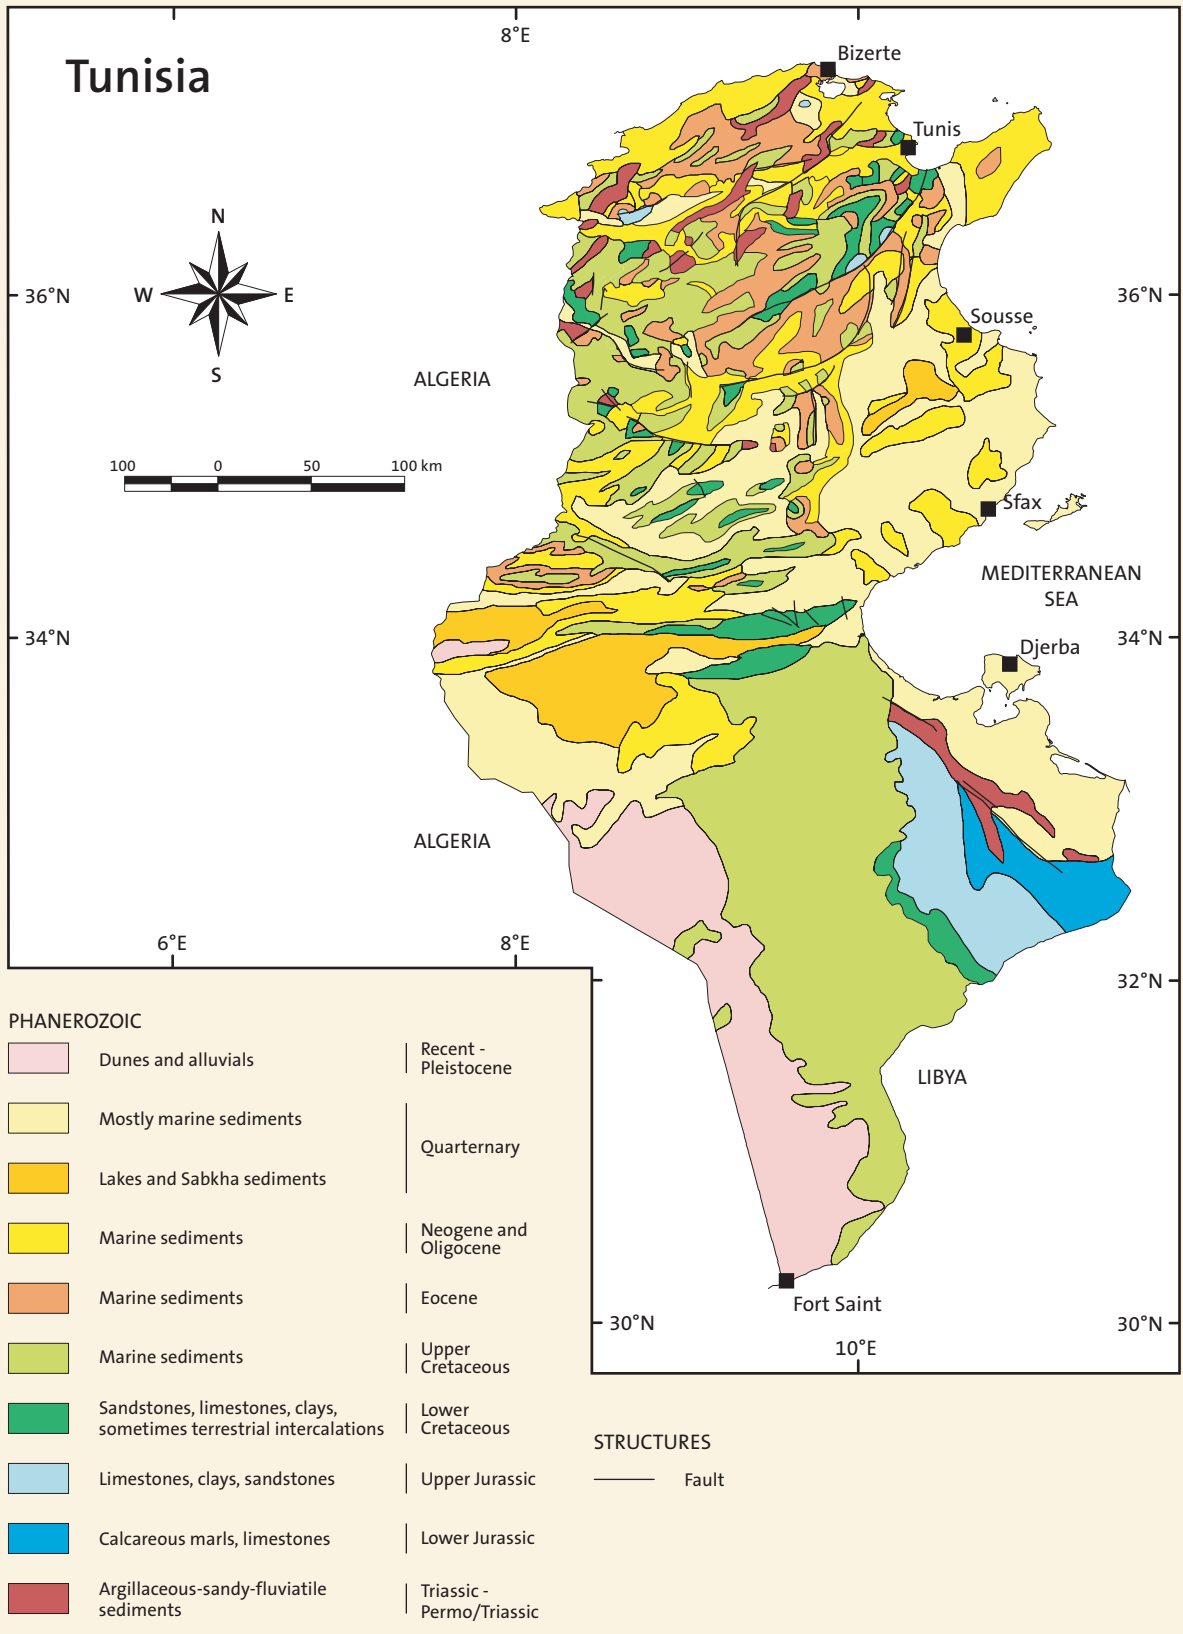 8°E
Bizerte
Tunisia
Tunis
N
W
E
S
36°N
36°N
Sousse
ALGERIA
100
0
50
100 km
Sfax
MEDITERRANEAN
SEA
34°N
34°N
Djerba
ALGERIA
6°E
8°E
32°N
LIBYA
Fort Saint
30°N
30°N
10°E
PHANEROZOIC
Dunes and alluvials
Recent -
Pleistocene
Mostly marine sediments
Quarternary
Lakes and Sabkha sediments
Marine sediments
Neogene and
Oligocene
Marine sediments
Eocene
Marine sediments
Upper
Cretaceous
Sandstones, limestones, clays,
sometimes terrestrial intercalations
Lower
Cretaceous
Limestones, clays, sandstones
Upper Jurassic
Calcareous marls, limestones
Lower Jurassic
Argillaceous-sandy-fluviatile
sediments
Triassic -
Permo/Triassic
STRUCTURES
Fault